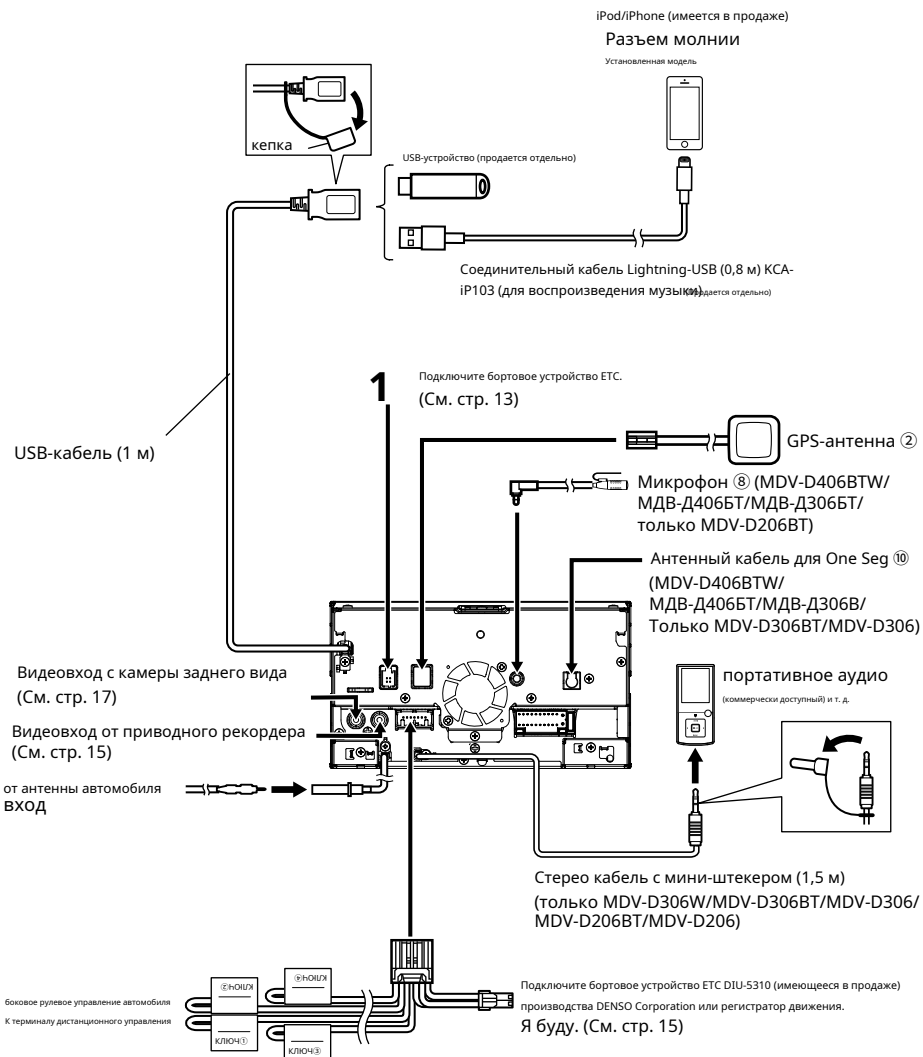 iPod/iPhone (имеется в продаже)
Разъем молнии
Установленная модель
кепка
USB-устройство (продается отдельно)
Соединительный кабель Lightning-USB (0,8 м) KCA-
iP103 (для воспроизведения музыки)(продается отдельно)
1
Подключите бортовое устройство ETC.
(См. стр. 13)
USB-кабель (1 м)
GPS-антенна ②
Микрофон ⑧ (MDV-D406BTW/
МДВ-Д406БТ/МДВ-Д306БТ/
только MDV-D206BT)
Антенный кабель для One Seg ⑩
(MDV-D406BTW/
МДВ-Д406БТ/МДВ-Д306В/
Только MDV-D306BT/MDV-D306)
Видеовход с камеры заднего вида
(См. стр. 17)
Видеовход от приводного рекордера
(См. стр. 15)
портативное аудио
(коммерчески доступный) и т. д.
от антенны автомобиля
вход
Стерео кабель с мини-штекером (1,5 м)
(только MDV-D306W/MDV-D306BT/MDV-D306/
MDV-D206BT/MDV-D206)
КЛЮЧ②
КЛЮЧ④
боковое рулевое управление автомобиля
К терминалу дистанционного управления
КЛЮЧ①
КЛЮЧ③
Подключите бортовое устройство ETC DIU-5310 (имеющееся в продаже)
производства DENSO Corporation или регистратор движения.
Я буду. (См. стр. 15)